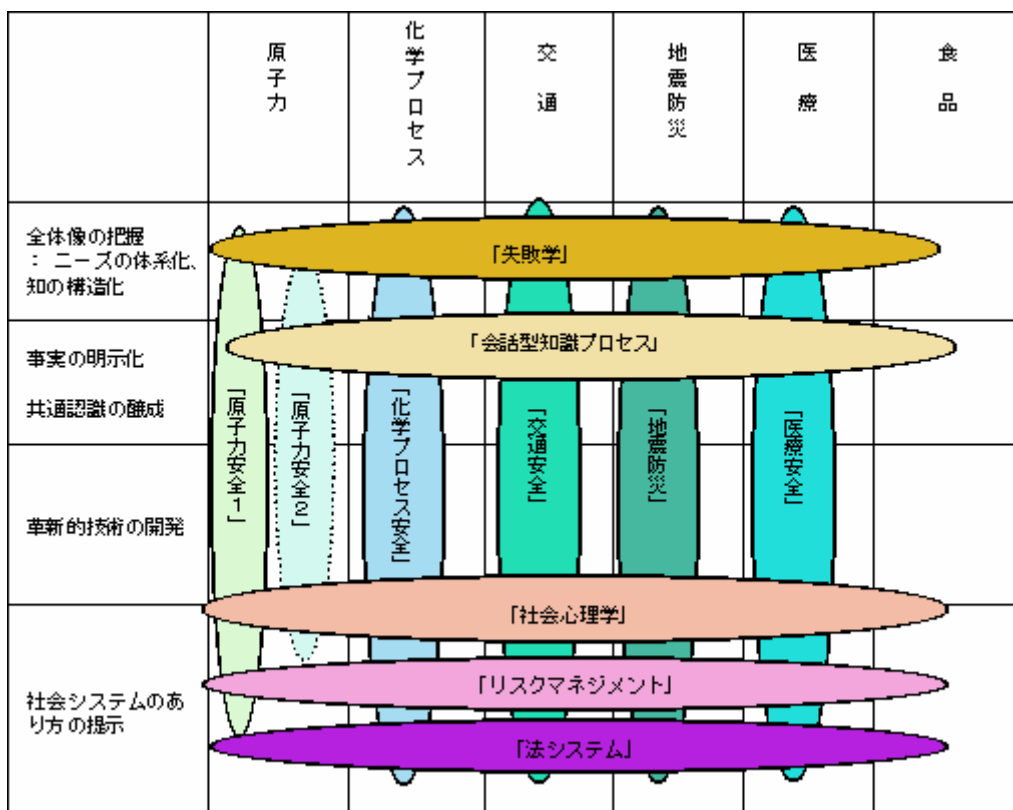 原子力
化学プロセス
交通
地震防災
医療
食品
全体像の把握
： ニーズの体系化、
知の構造化
「失敗学」
事実の明示化
共通認識の醸成
「会話型知識プロセス」
「原子力安全１」
「原子力安全２」
「化学プロセス安全」
「交通安全」
「地震防災」
「医療安全」
革新的技術の開発
「社会心理学」
社会システムのあ
り方の提示
「リスクマネジメント」
「法システム」